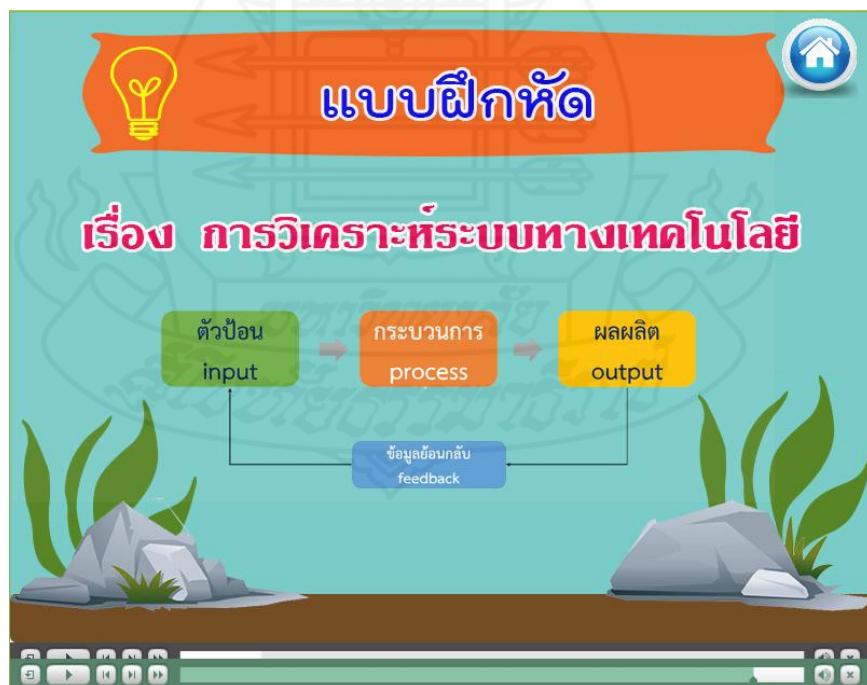 แบบฝึกหัด
เรื่อง การวิเคราะห์ระบบทางเทคโนโลยี
ตัวป้อน
input
กระบวนการ
process
ผลผลิต
output
ข้อมูลย้อนกลับ
feedback